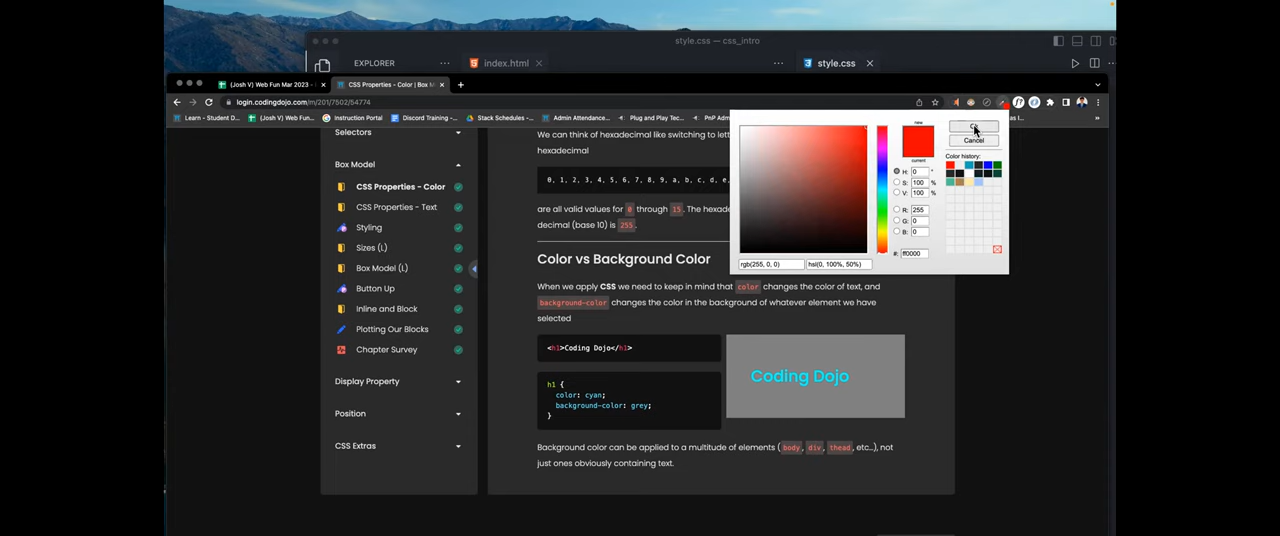 style.css — css_intro
EXPLORER
index.html
style.css
(Josh V) Web Fun Mar 2023 -
CSS Properties - Color | Box M
login.codingdojo.com/m/201/7502/54774
Learn - Student D...
(Josh V) Web Fun...
Instruction Portal
Discord Training -...
Stack Schedules -...
Admin Attendance...
Plug and Play Tec...
PnP Adm
as I...
Selectors
Box Model
CSS Properties - Color
CSS Properties - Text
Styling
Sizes (L)
Box Model (L)
Button Up
Inline and Block
Plotting Our Blocks
Chapter Survey
Display Property
Position
CSS Extras
We can think of hexadecimal like switching to lett
hexadecimal
0, 1, 2, 3, 4, 5, 6, 7, 8, 9, a, b, c, d, e,
are all valid values for 0 through 15. The hexade
decimal (base 10) is 255.
Color vs Background Color
When we apply CSS we need to keep in mind that color changes the color of text, and
background-color changes the color in the background of whatever element we have
selected
<h1>Coding Dojo</h1>
h1 {
color: cyan;
background-color: grey;
}
Coding Dojo
Background color can be applied to a multitude of elements (body, div, thead, etc...), not
just ones obviously containing text.
new
current
Cancel
Color history:
H: 0 °
S: 100 %
V: 100 %
R: 255
G: 0
B: 0
#: ff0000
rgb(255, 0, 0)
hsl(0, 100%, 50%)